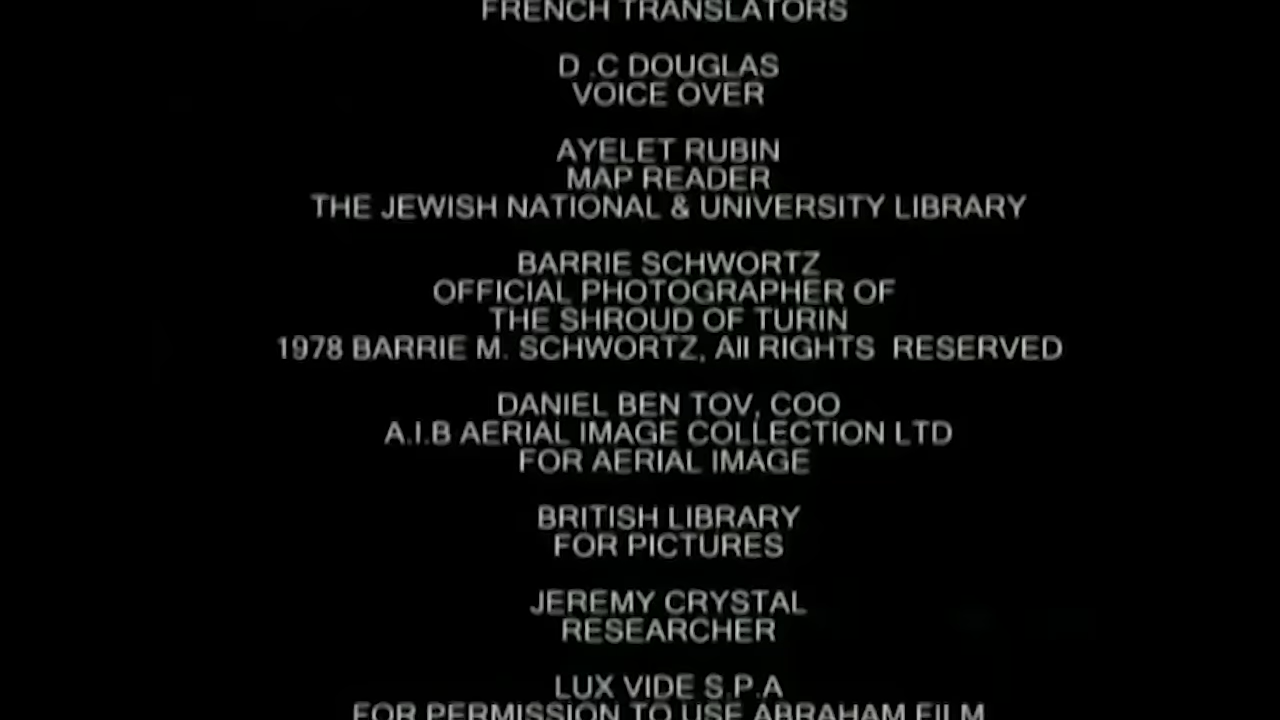 FRENCH TRANSLATORS
D .C DOUGLAS
VOICE OVER
AYELET RUBIN
MAP READER
THE JEWISH NATIONAL & UNIVERSITY LIBRARY
BARRIE SCHWORTZ
OFFICIAL PHOTOGRAPHER OF
THE SHROUD OF TURIN
1978 BARRIE M. SCHWORTZ, All RIGHTS  RESERVED
DANIEL BEN TOV, COO
A.I.B AERIAL IMAGE COLLECTION LTD
FOR AERIAL IMAGE
BRITISH LIBRARY
FOR PICTURES
JEREMY CRYSTAL
RESEARCHER
LUX VIDE S.P.A
FOR PERMISSION TO USE ABRAHAM FILM